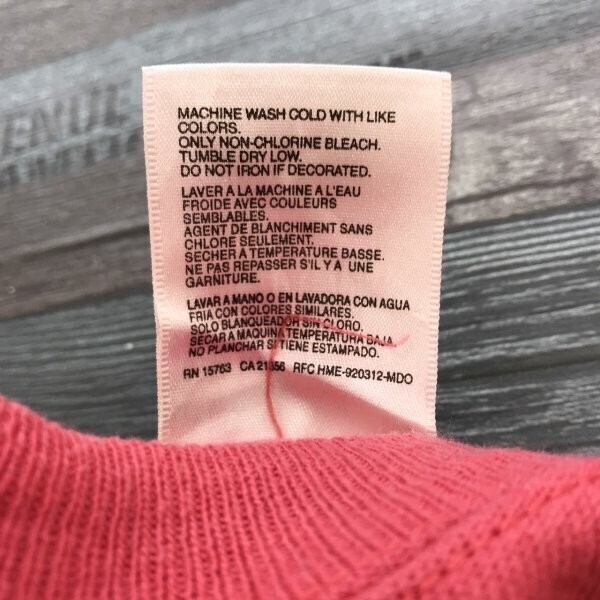 MACHINE WASH COLD WITH LIKE
COLORS.
ONLY NON-CHLORINE BLEACH.
TUMBLE DRY LOW.
DO NOT IRON IF DECORATED.
LAVER A LA MACHINE A L'EAU
FROIDE AVEC COULEURS
SEMBLABLES.
AGENT DE BLANCHIMENT SANS
CHLORE SEULEMENT.
SECHER A TEMPERATURE BASSE.
NE PAS REPASSER S'IL Y A UNE
GARNITURE.
LAVAR A MANO O EN LAVADORA CON AGUA
FRIA CON COLORES SIMILARES.
SOLO BLANQUEADOR SIN CLORO.
SECAR A MAQUINA TEMPERATURA BAJA.
NO PLANCHAR SI TIENE ESTAMPADO.
RN 15763 CA RFC HME-920312-MDO